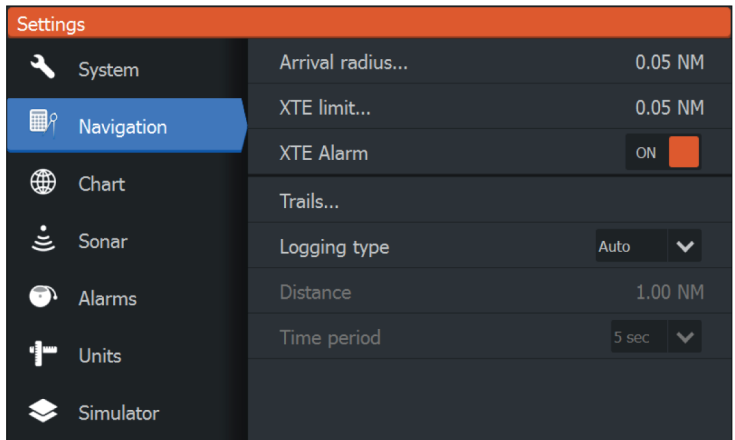 Settings
System
Navigation
Chart
Sonar
Alarms
Units
Simulator
Arrival radius... 0.05 NM
XTE limit... 0.05 NM
XTE Alarm ON
Trails...
Logging type Auto
Distance 1.00 NM
Time period 5 sec